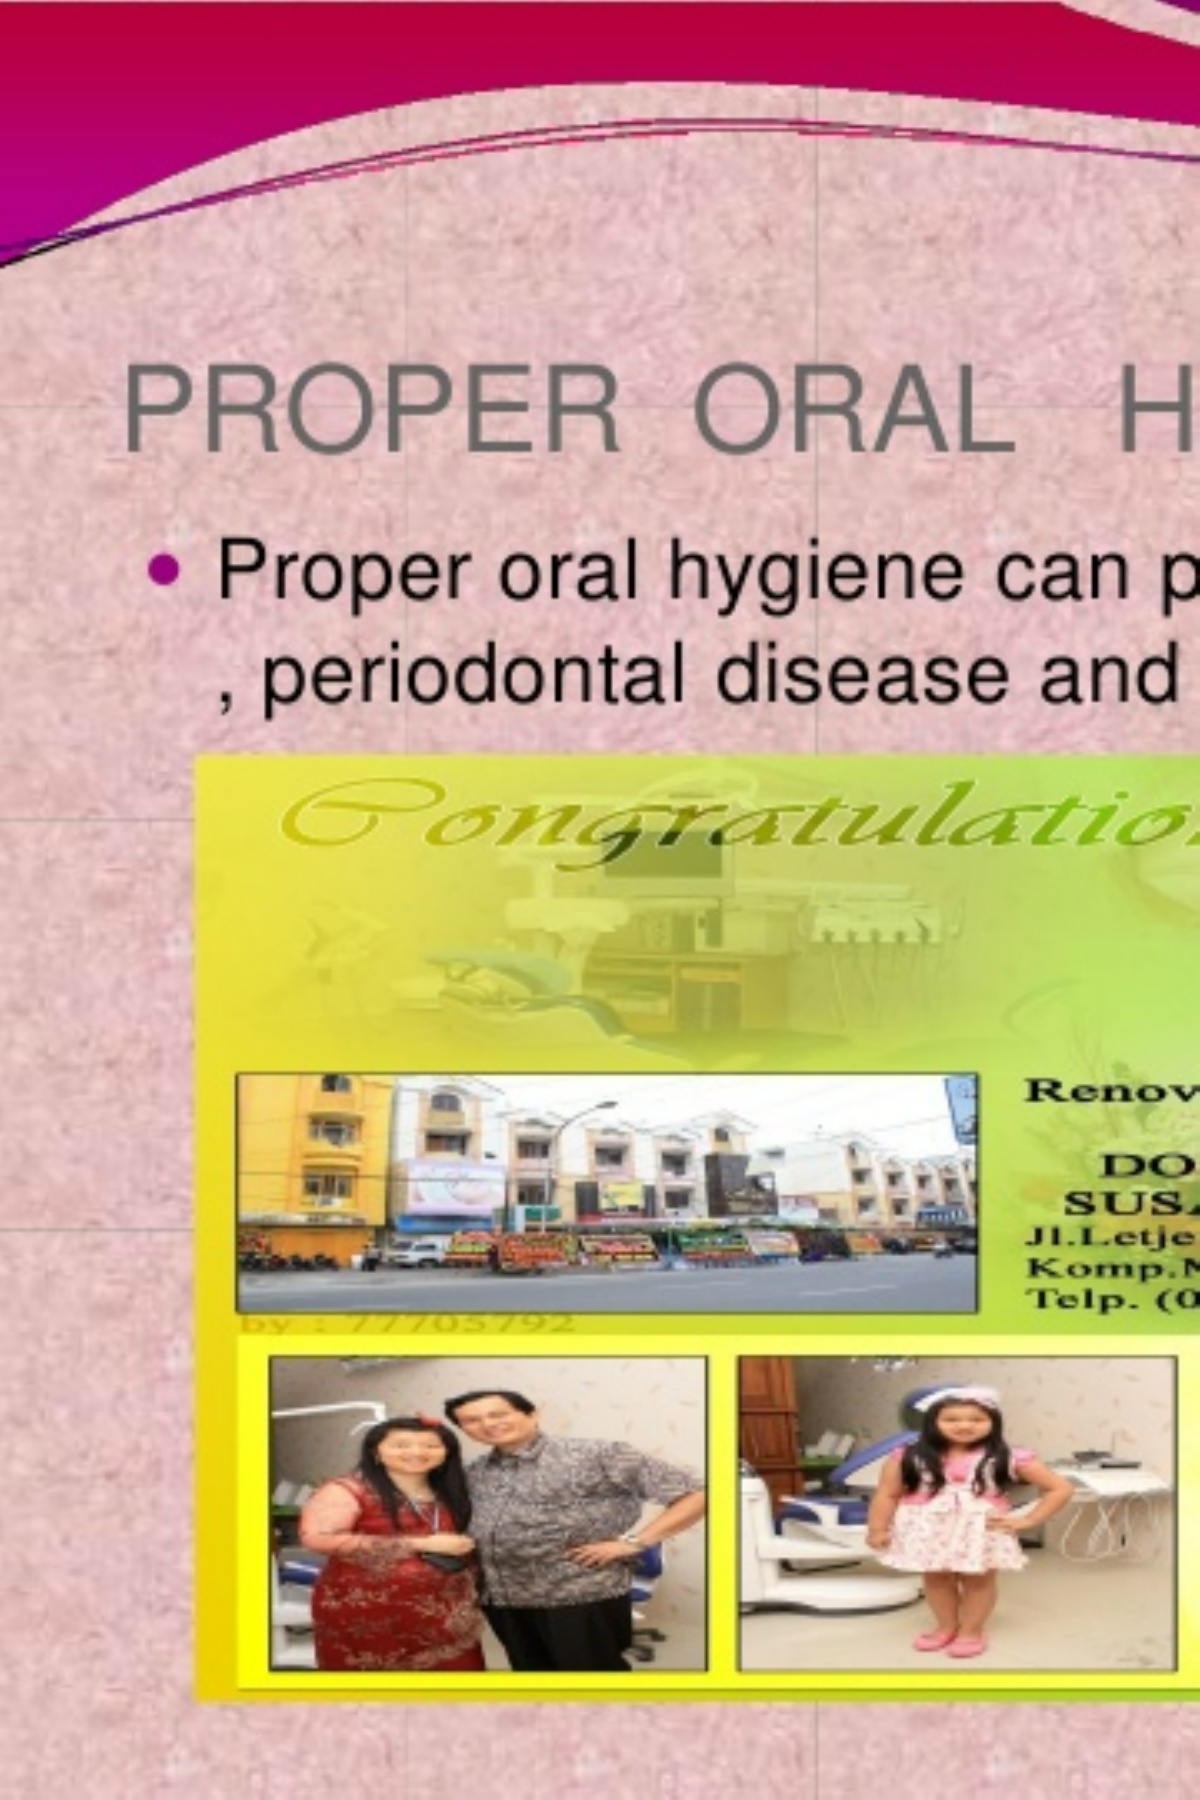 PROPER ORAL H
• Proper oral hygiene can p
, periodontal disease and
Congratulation
Renov
DO
SUSA
Jl.Letje
Komp.M
Telp. (0
by : 77705792